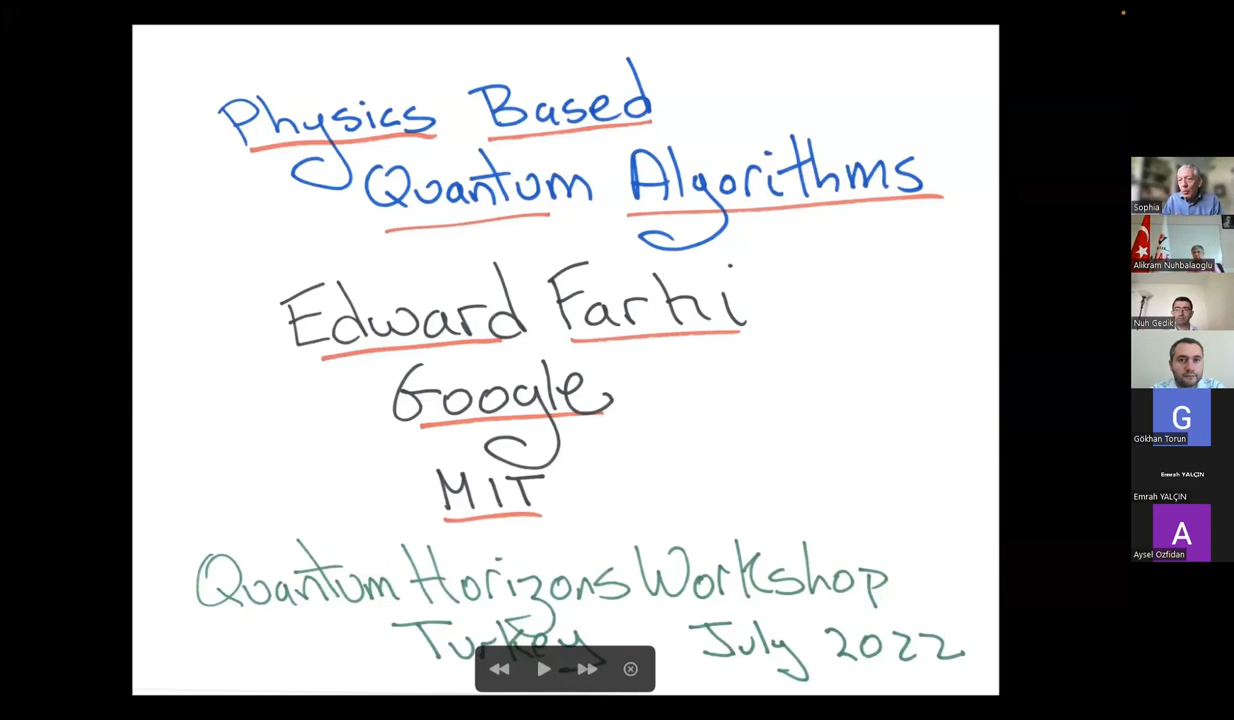 Physics Based
Quantum Algorithms
Edward Farhi
Google
MIT
Quantum Horizons Workshop
Turkey July 2022
Sophia
Alikram Nuhbalaoglu
Nuh Gedik
G
Gökhan Torun
Emrah YALÇIN
Emrah YALÇIN
A
Aysel Ozfidan